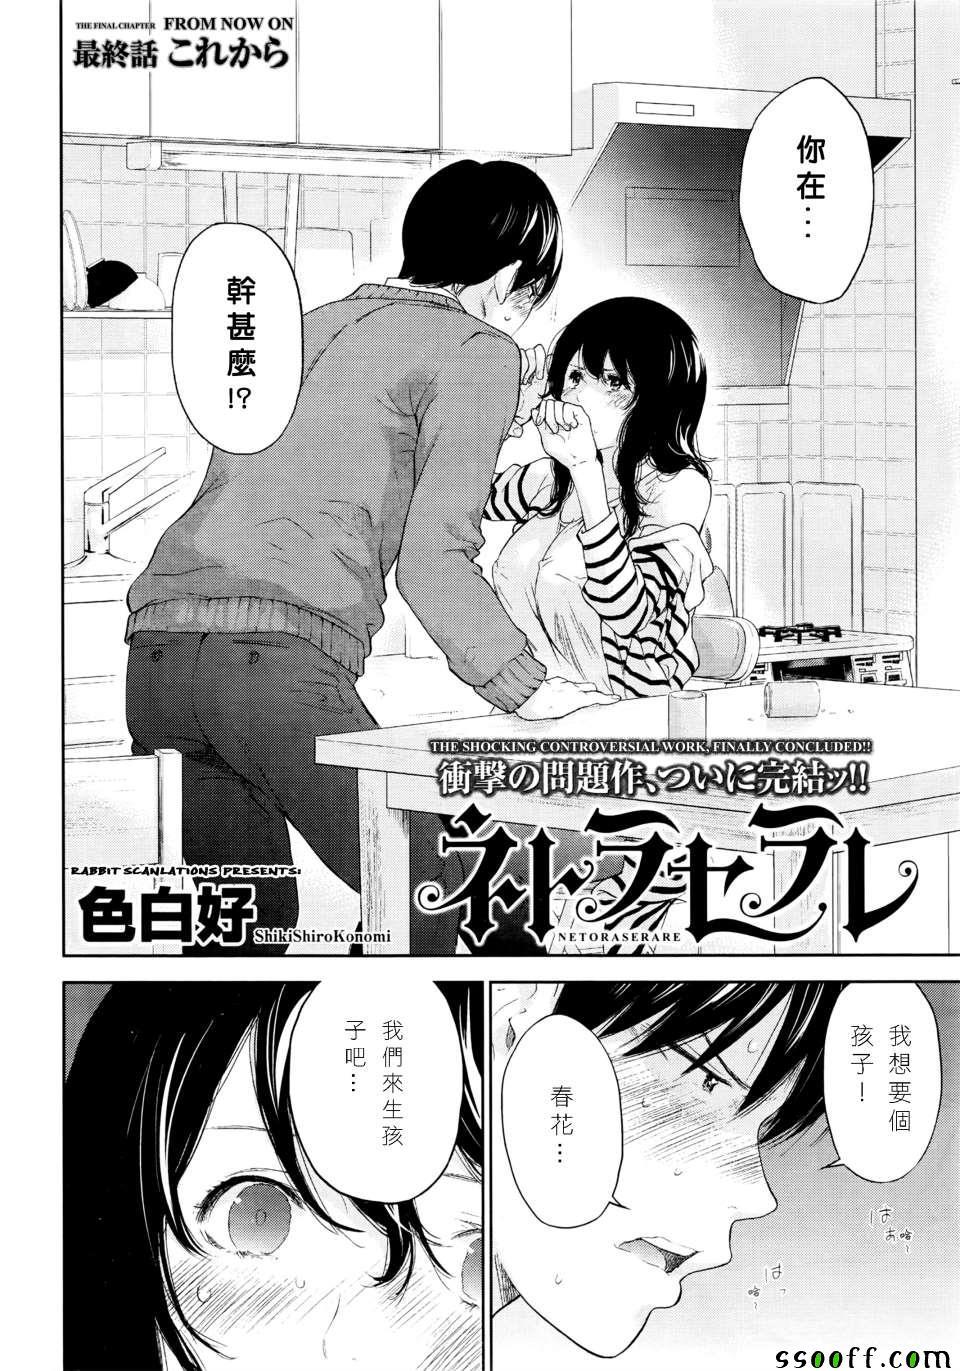 THE FINAL CHAPTER FROM NOW ON
最終話 これから
你在…
幹甚麼!?
THE SHOCKING CONTROVERSIAL WORK, FINALLY CONCLUDED!!
衝撃の問題作、ついに完結ッ!!
ネトラセラレ
NETORASERARE
RABBIT SCANLATIONS PRESENTS:
色白好
ShikiShiroKonomi
我想要個
孩子!
春花…
はぁ
啥~
はっ
啥~
我們來生孩
子吧…
ssooff.com